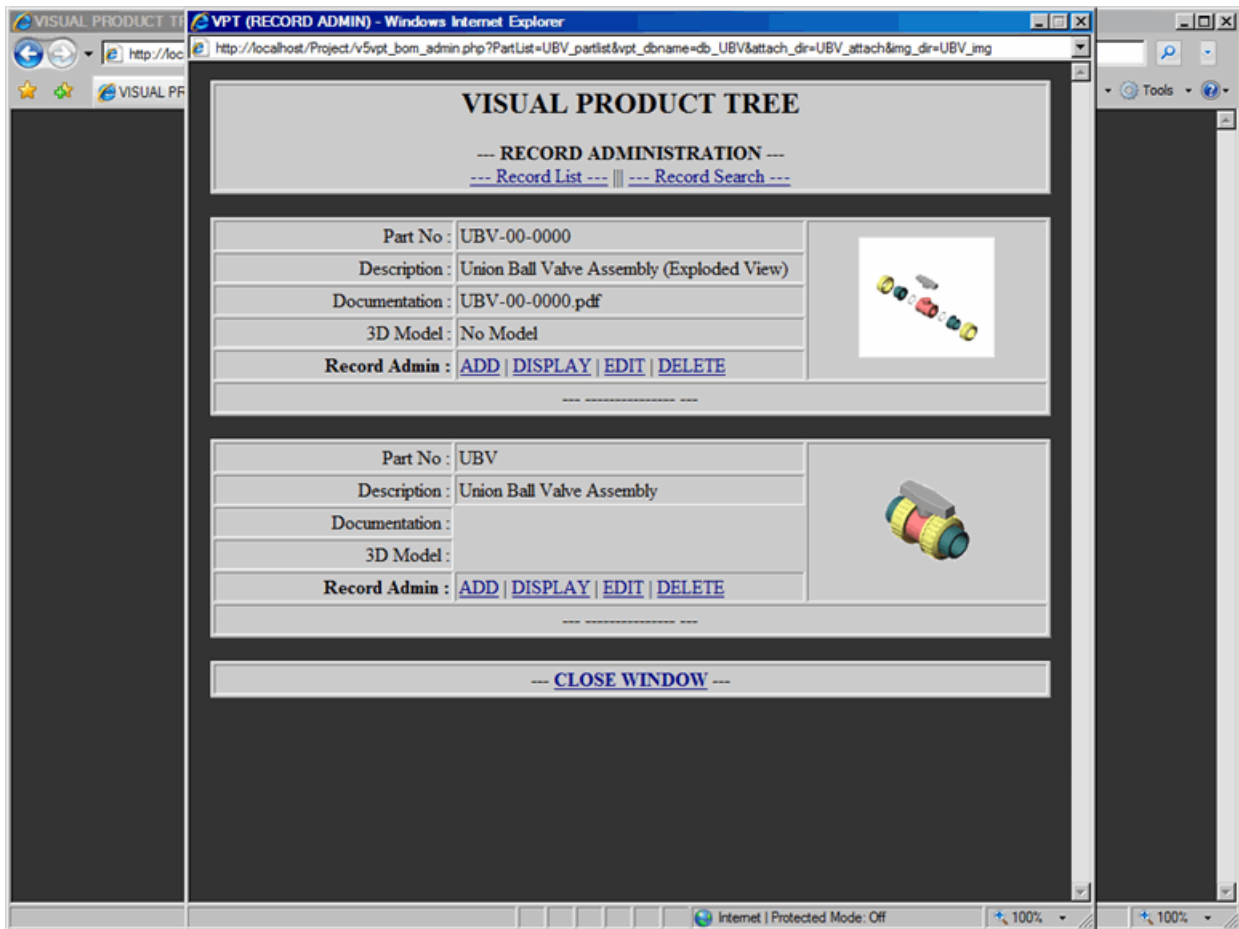 VISUAL PRODUCT TR
VPT (RECORD ADMIN) - Windows Internet Explorer
http://loc
http://localhost/Project/v5vpt_bom_admin.php?PartList=UBV_partlist&vpt_dbname=db_UBV&attach_dir=UBV_attach&img_dir=UBV_img
VISUAL PR
Tools
VISUAL PRODUCT TREE
--- RECORD ADMINISTRATION ---
--- Record List --- ||| --- Record Search ---
Part No : UBV-00-0000
Description : Union Ball Valve Assembly (Exploded View)
Documentation : UBV-00-0000.pdf
3D Model : No Model
Record Admin : ADD | DISPLAY | EDIT | DELETE
--- --------------- ---
Part No : UBV
Description : Union Ball Valve Assembly
Documentation :
3D Model :
Record Admin : ADD | DISPLAY | EDIT | DELETE
--- --------------- ---
--- CLOSE WINDOW ---
Internet | Protected Mode: Off 100% 100%